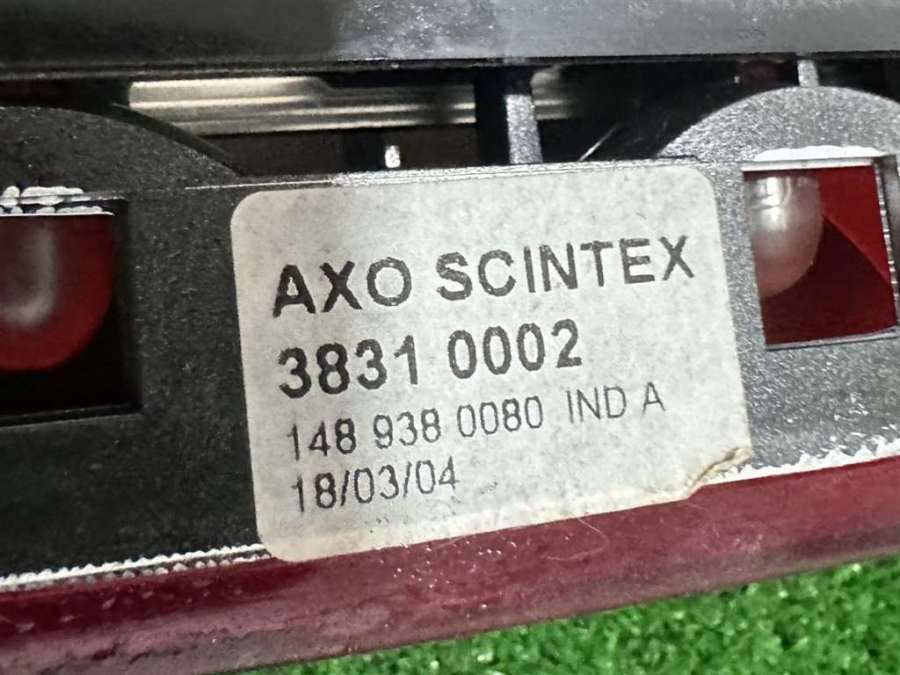 AXO SCINTEX
3831 0002
148 938 0080 IND A
18/03/04